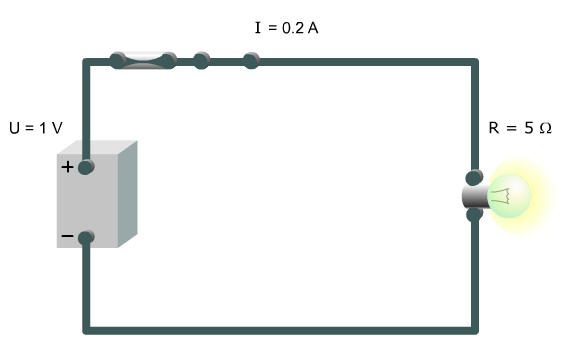 I = 0.2 A
U = 1 V
R = 5 Ω
+
–